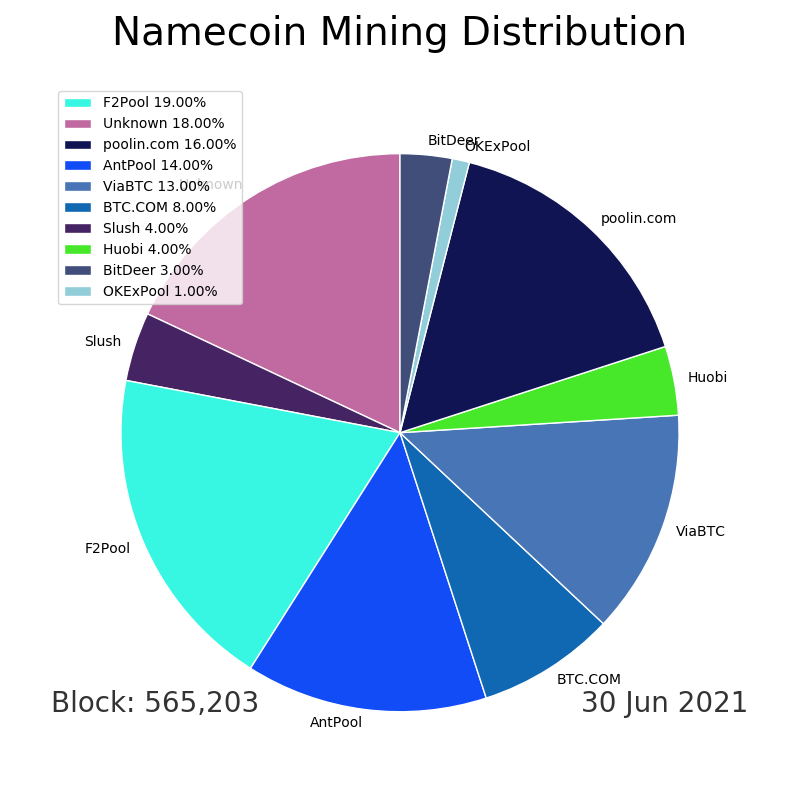 Namecoin Mining Distribution
F2Pool 19.00%
Unknown 18.00%
poolin.com 16.00%
AntPool 14.00%
ViaBTC 13.00%
BTC.COM 8.00%
Slush 4.00%
Huobi 4.00%
BitDeer 3.00%
OKExPool 1.00%
BitDeer
OKExPool
Unknown
poolin.com
Slush
Huobi
F2Pool
ViaBTC
BTC.COM
AntPool
Block: 565,203
30 Jun 2021